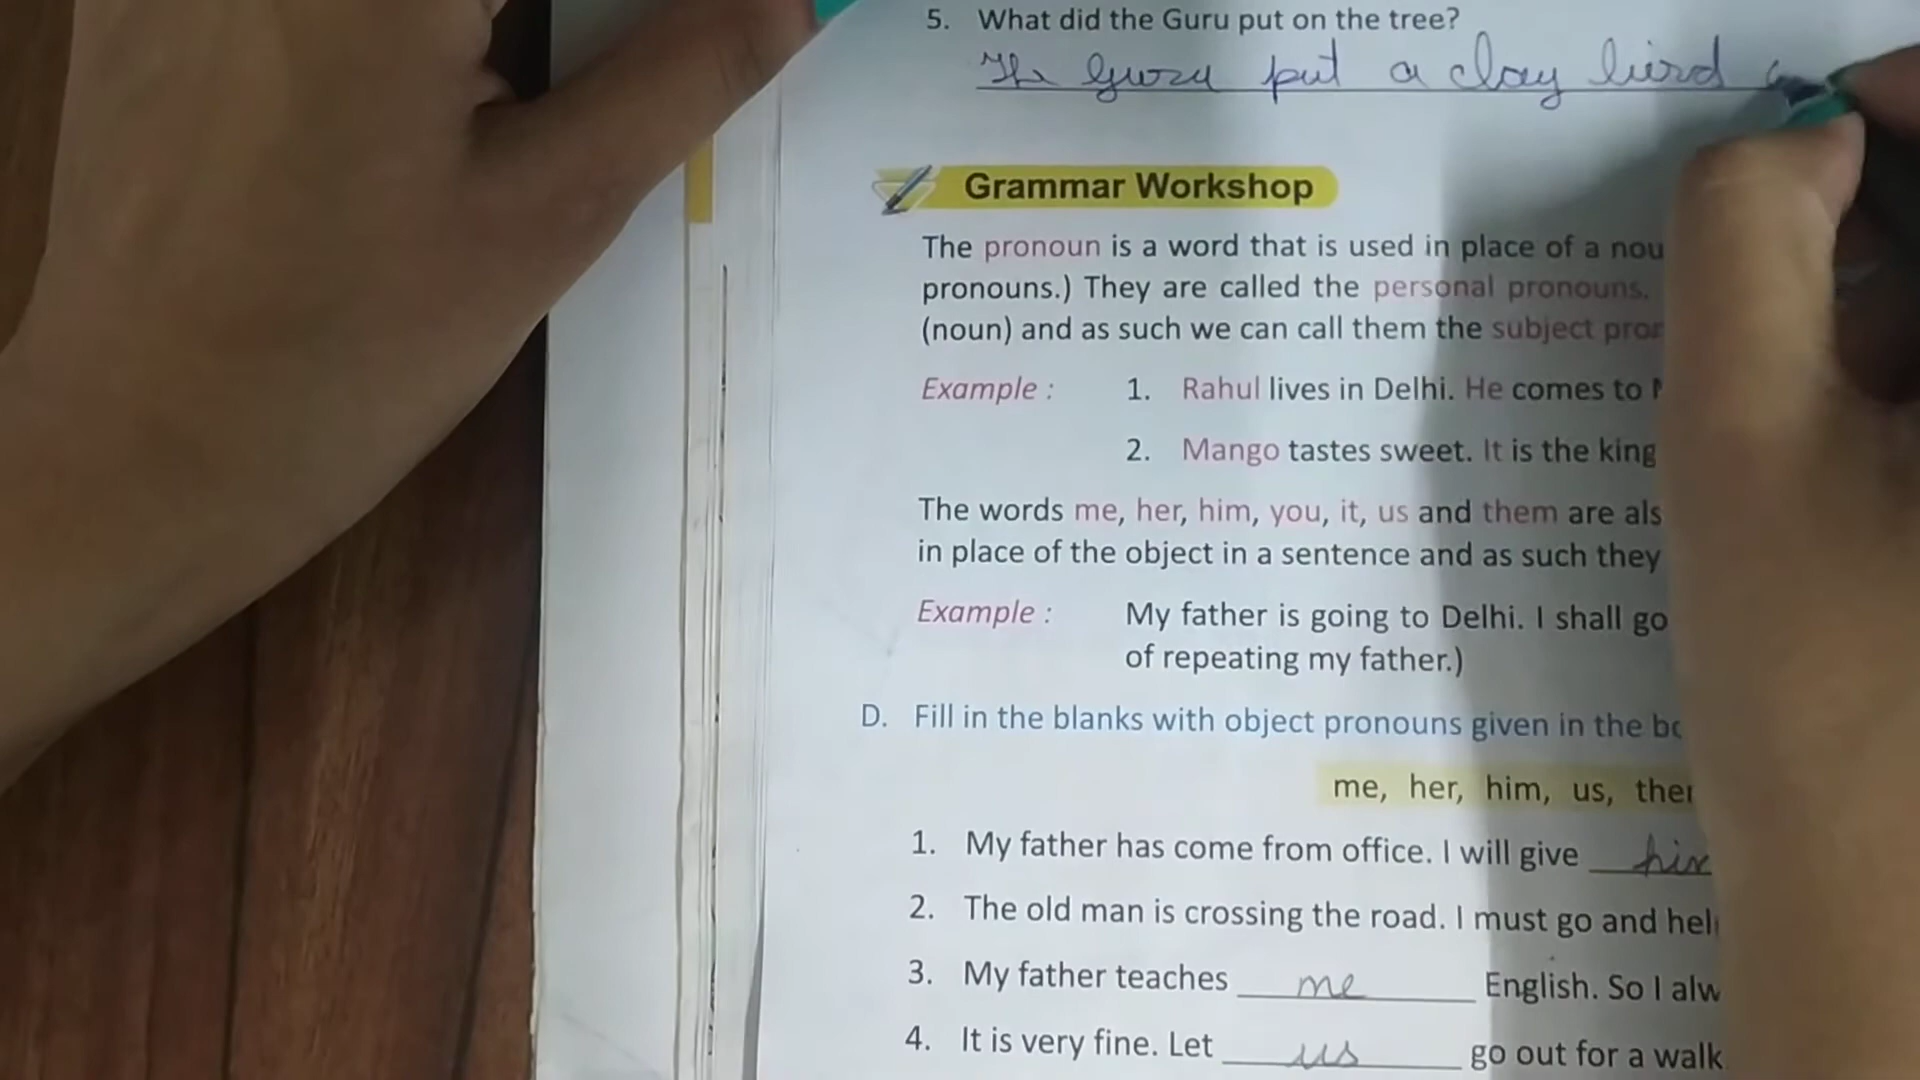 5. What did the Guru put on the tree?
The Guru put a clay bird
Grammar Workshop
The pronoun is a word that is used in place of a nou
pronouns.) They are called the personal pronouns.
(noun) and as such we can call them the subject pron
Example : 1. Rahul lives in Delhi. He comes to
2. Mango tastes sweet. It is the king
The words me, her, him, you, it, us and them are als
in place of the object in a sentence and as such they
Example : My father is going to Delhi. I shall go
of repeating my father.)
D. Fill in the blanks with object pronouns given in the bo
me, her, him, us, the
1. My father has come from office. I will give him
2. The old man is crossing the road. I must go and hel
3. My father teaches me English. So I alw
4. It is very fine. Let us go out for a walk